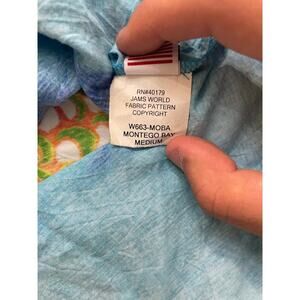 RN#40179
JAMS WORLD
FABRIC PATTERN
COPYRIGHT
W663-MOBA
MONTEGO BAY
MEDIUM